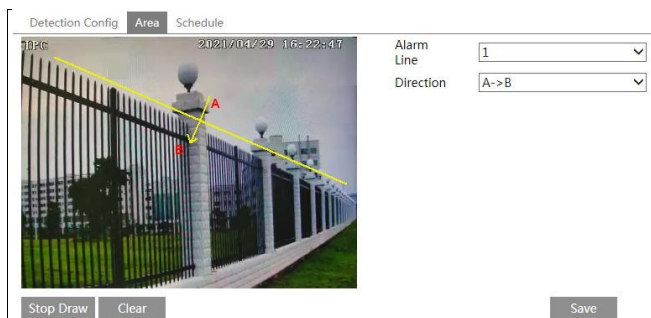 Detection Config Area Schedule
IPC 2021/04/29 16:22:47
Alarm Line 1
Direction A->B
A
B
Stop Draw Clear Save